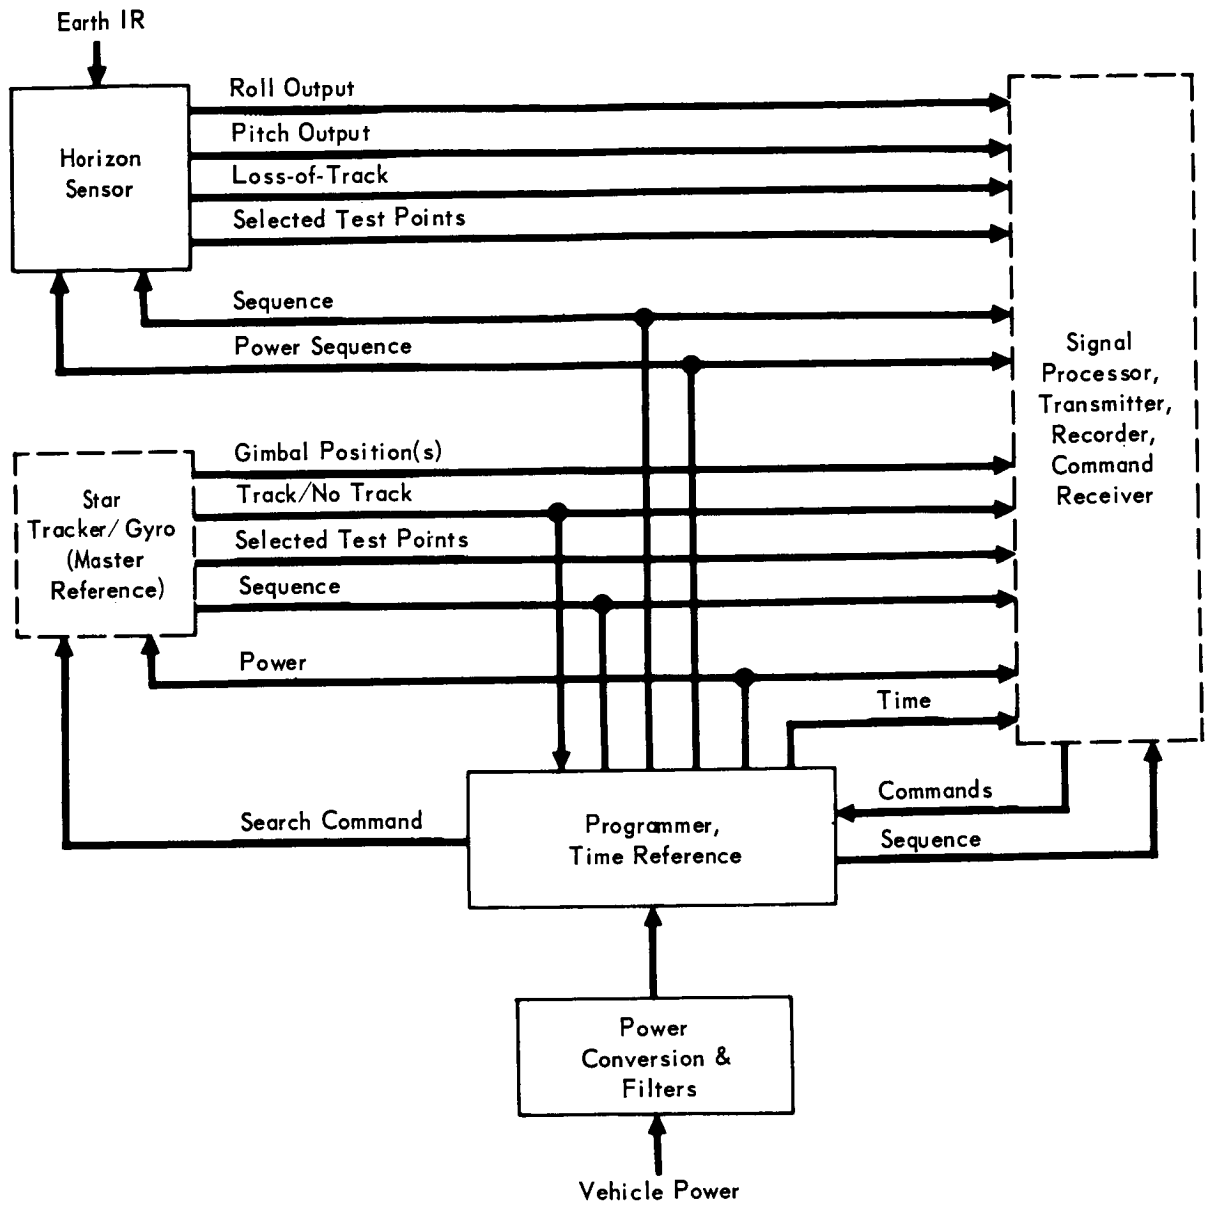 Earth IR
Horizon
Sensor
Roll Output
Pitch Output
Loss-of-Track
Selected Test Points
Sequence
Power Sequence
Signal
Processor,
Transmitter,
Recorder,
Command
Receiver
Star
Tracker/Gyro
(Master
Reference)
Gimbal Position(s)
Track/No Track
Selected Test Points
Sequence
Power
Time
Search Command
Programmer,
Time Reference
Commands
Sequence
Power
Conversion &
Filters
Vehicle Power